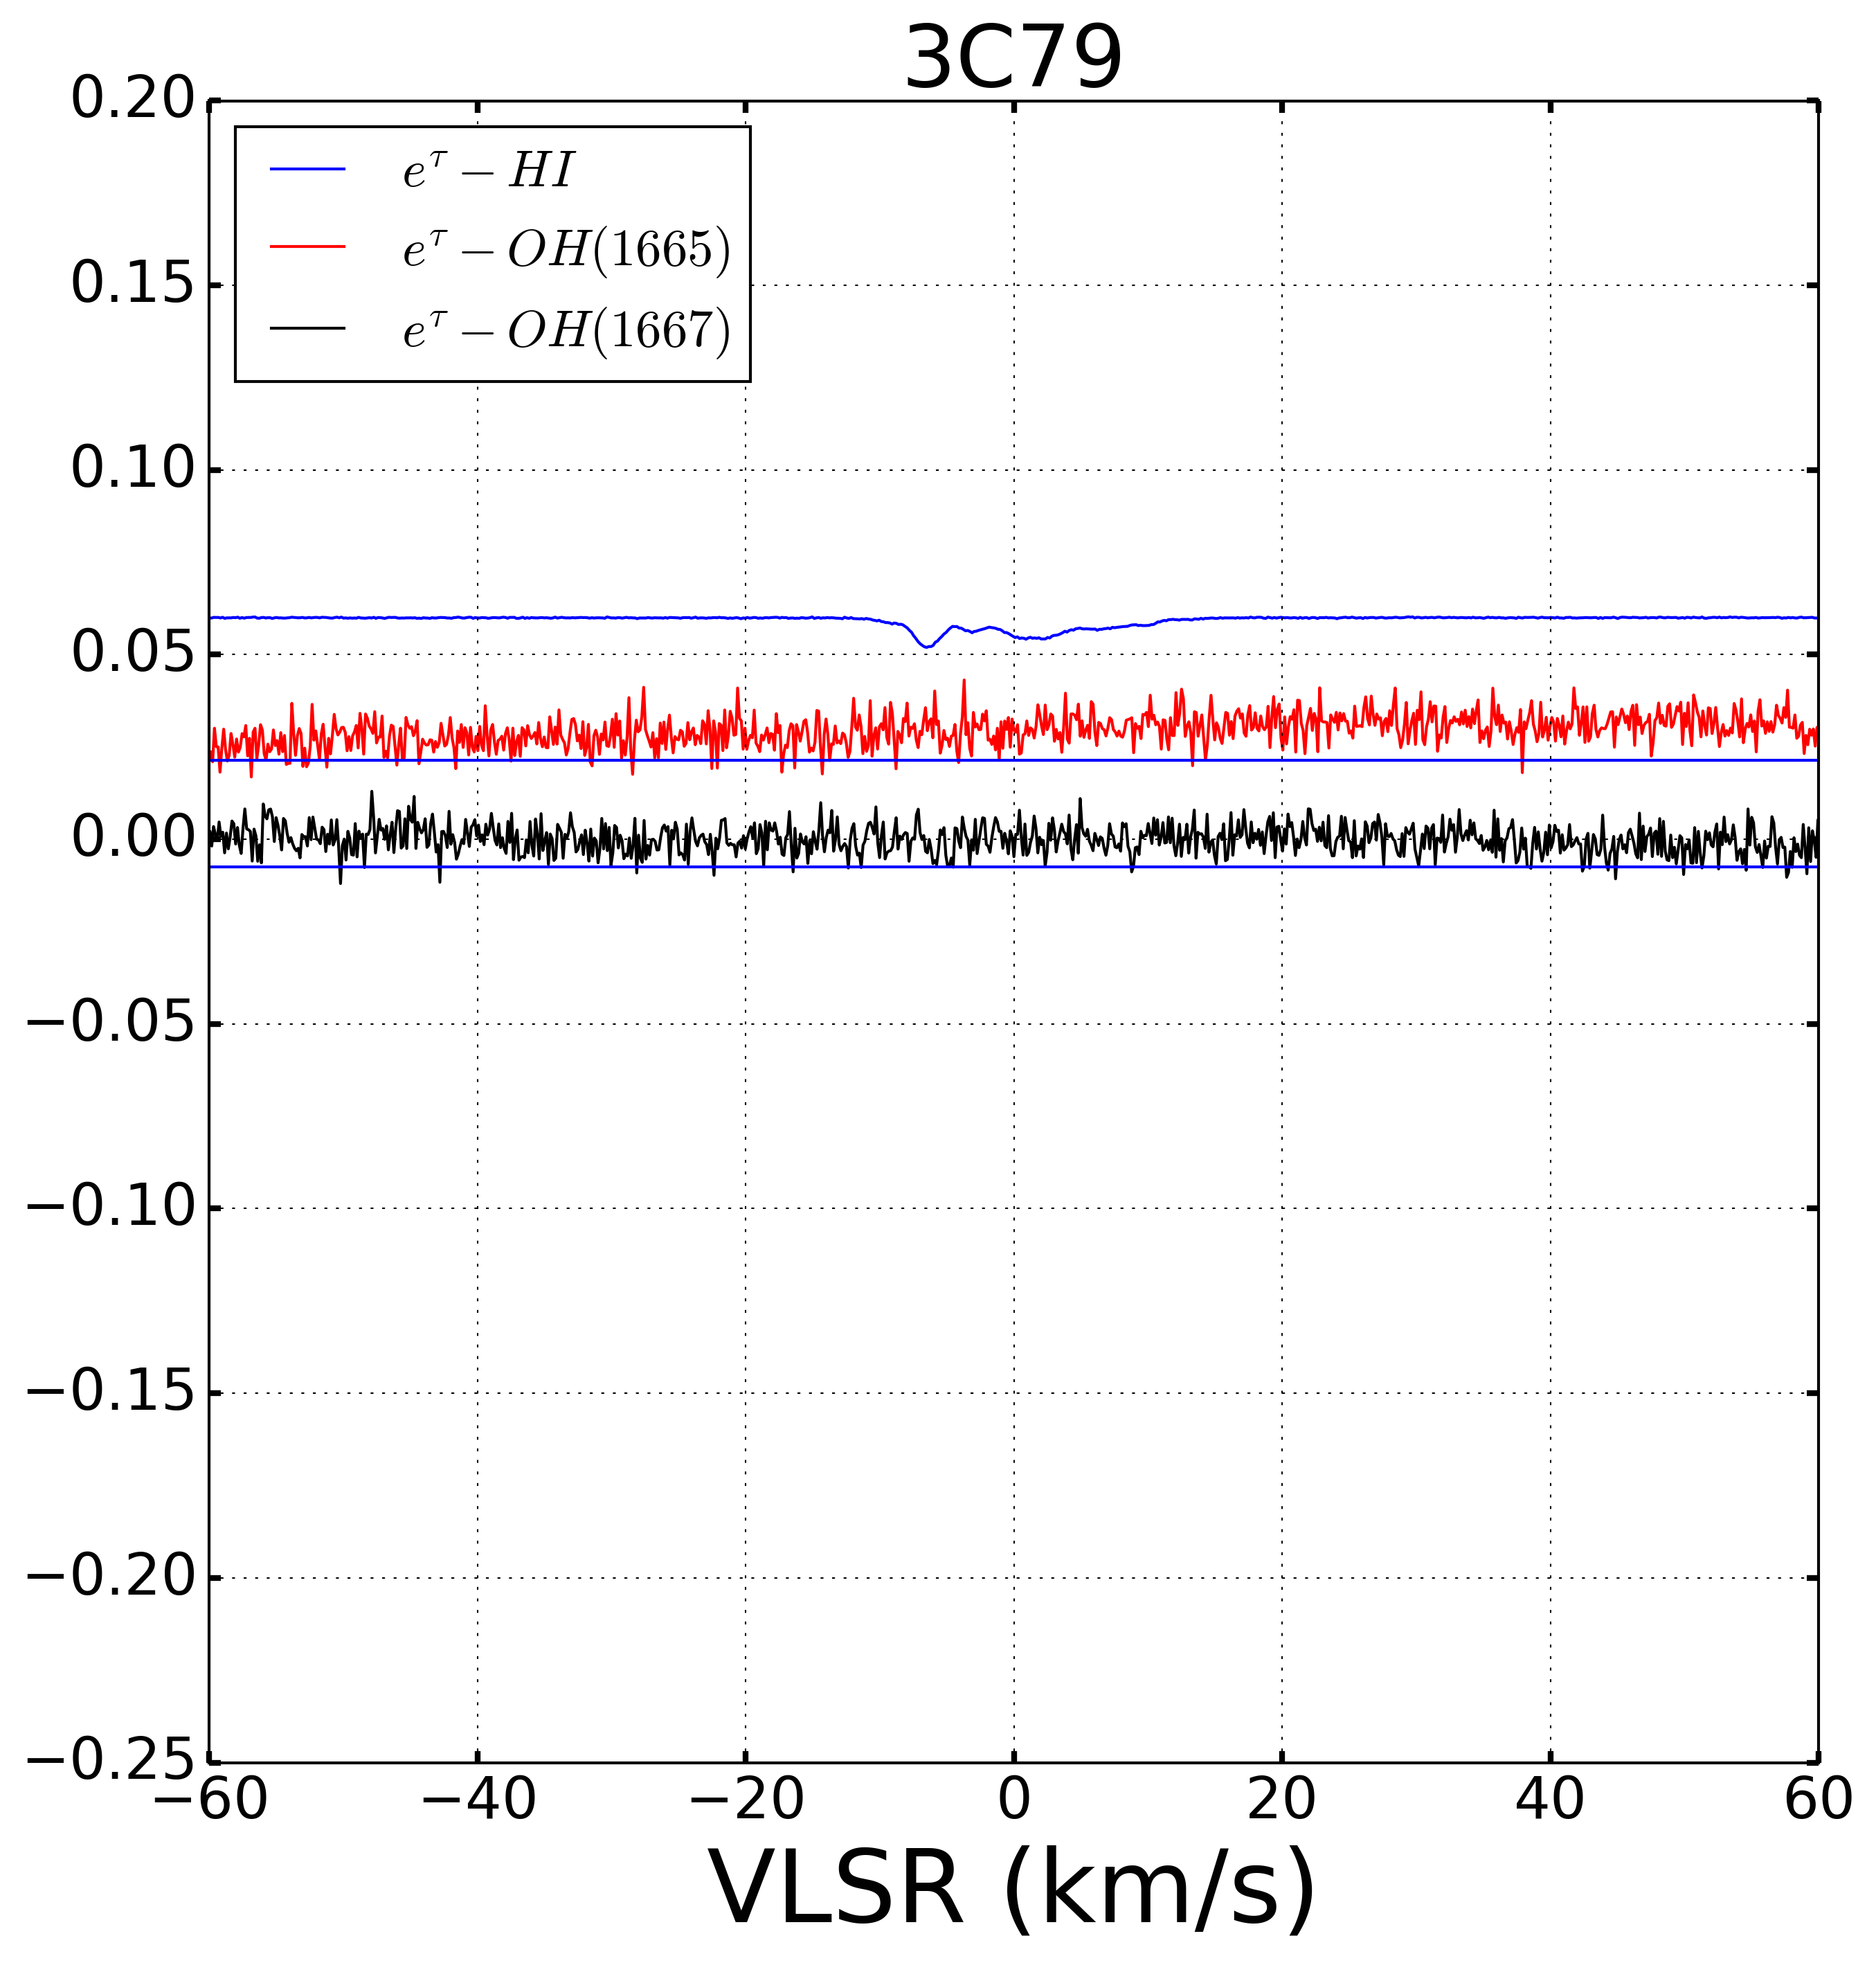 3C79
0.20
0.15
0.10
0.05
0.00
−0.05
−0.10
−0.15
−0.20
−0.25
e^τ − HI
e^τ − OH(1665)
e^τ − OH(1667)
−60 −40 −20 0 20 40 60
VLSR (km/s)